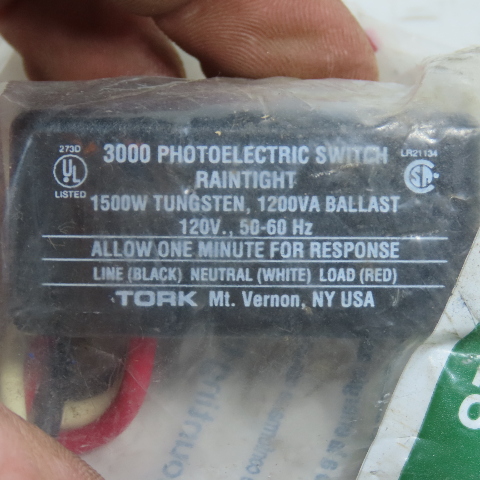 273D
UL
LISTED
3000 PHOTOELECTRIC SWITCH
LR21134
RAINTIGHT
1500W TUNGSTEN, 1200VA BALLAST
120V., 50-60 Hz
ALLOW ONE MINUTE FOR RESPONSE
LINE (BLACK) NEUTRAL (WHITE) LOAD (RED)
TORK Mt. Vernon, NY USA